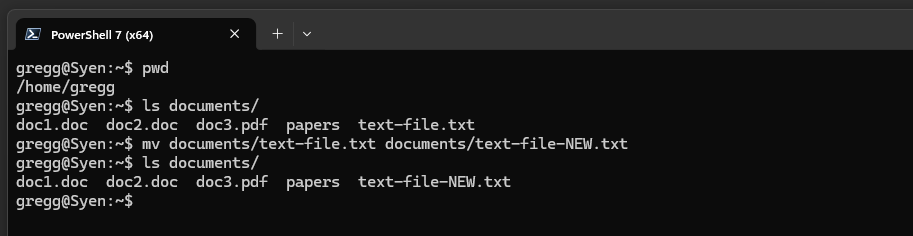 PowerShell 7 (x64)
gregg@Syen:~$ pwd
/home/gregg
gregg@Syen:~$ ls documents/
doc1.doc  doc2.doc  doc3.pdf  papers  text-file.txt
gregg@Syen:~$ mv documents/text-file.txt documents/text-file-NEW.txt
gregg@Syen:~$ ls documents/
doc1.doc  doc2.doc  doc3.pdf  papers  text-file-NEW.txt
gregg@Syen:~$